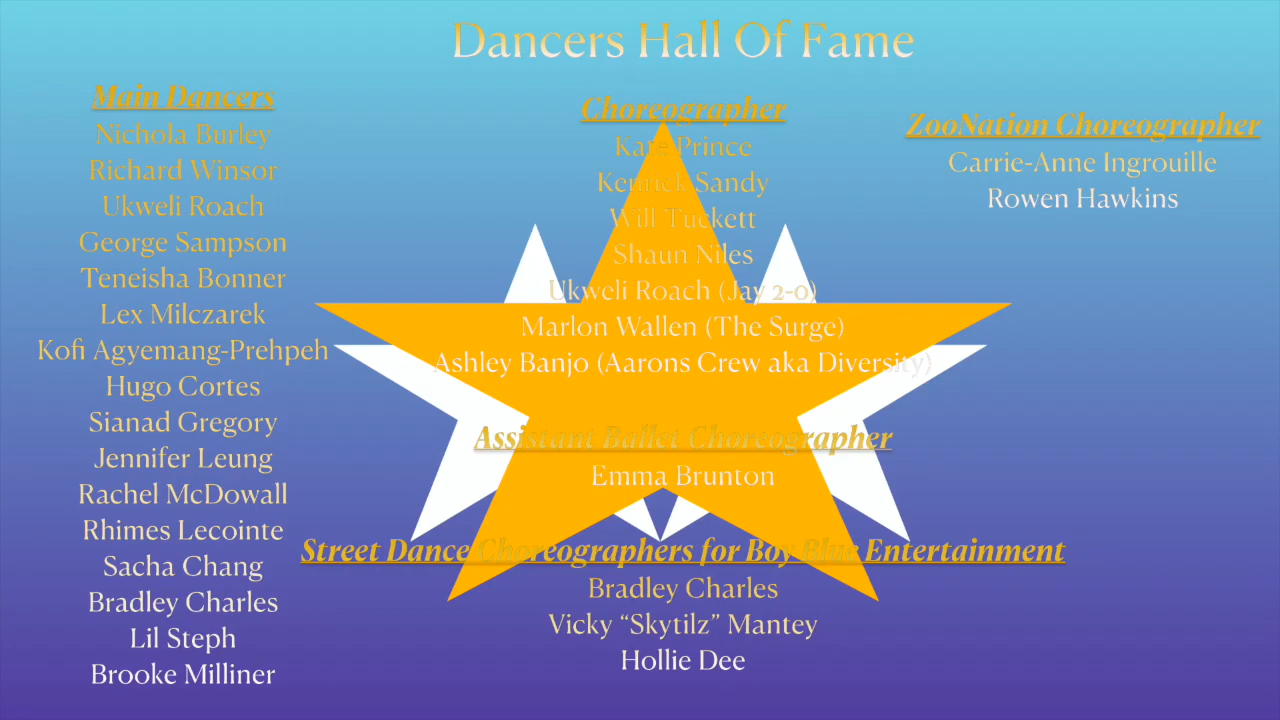 Dancers Hall Of Fame
Main Dancers
Nichola Burley
Richard Winsor
Ukweli Roach
George Sampson
Teneisha Bonner
Lex Milczarek
Kofi Agyemang-Prehpeh
Hugo Cortes
Sianad Gregory
Jennifer Leung
Rachel McDowall
Rhimes Lecointe
Sacha Chang
Bradley Charles
Lil Steph
Brooke Milliner
Choreographer
Kate Prince
Kenrick Sandy
Will Tuckett
Shaun Niles
Ukweli Roach (Jay 2-0)
Marlon Wallen (The Surge)
Ashley Banjo (Aarons Crew aka Diversity)
Assistant Ballet Choreographer
Emma Brunton
Street Dance Choreographers for Boy Blue Entertainment
Bradley Charles
Vicky “Skytilz” Mantey
Hollie Dee
ZooNation Choreographer
Carrie-Anne Ingrouille
Rowen Hawkins